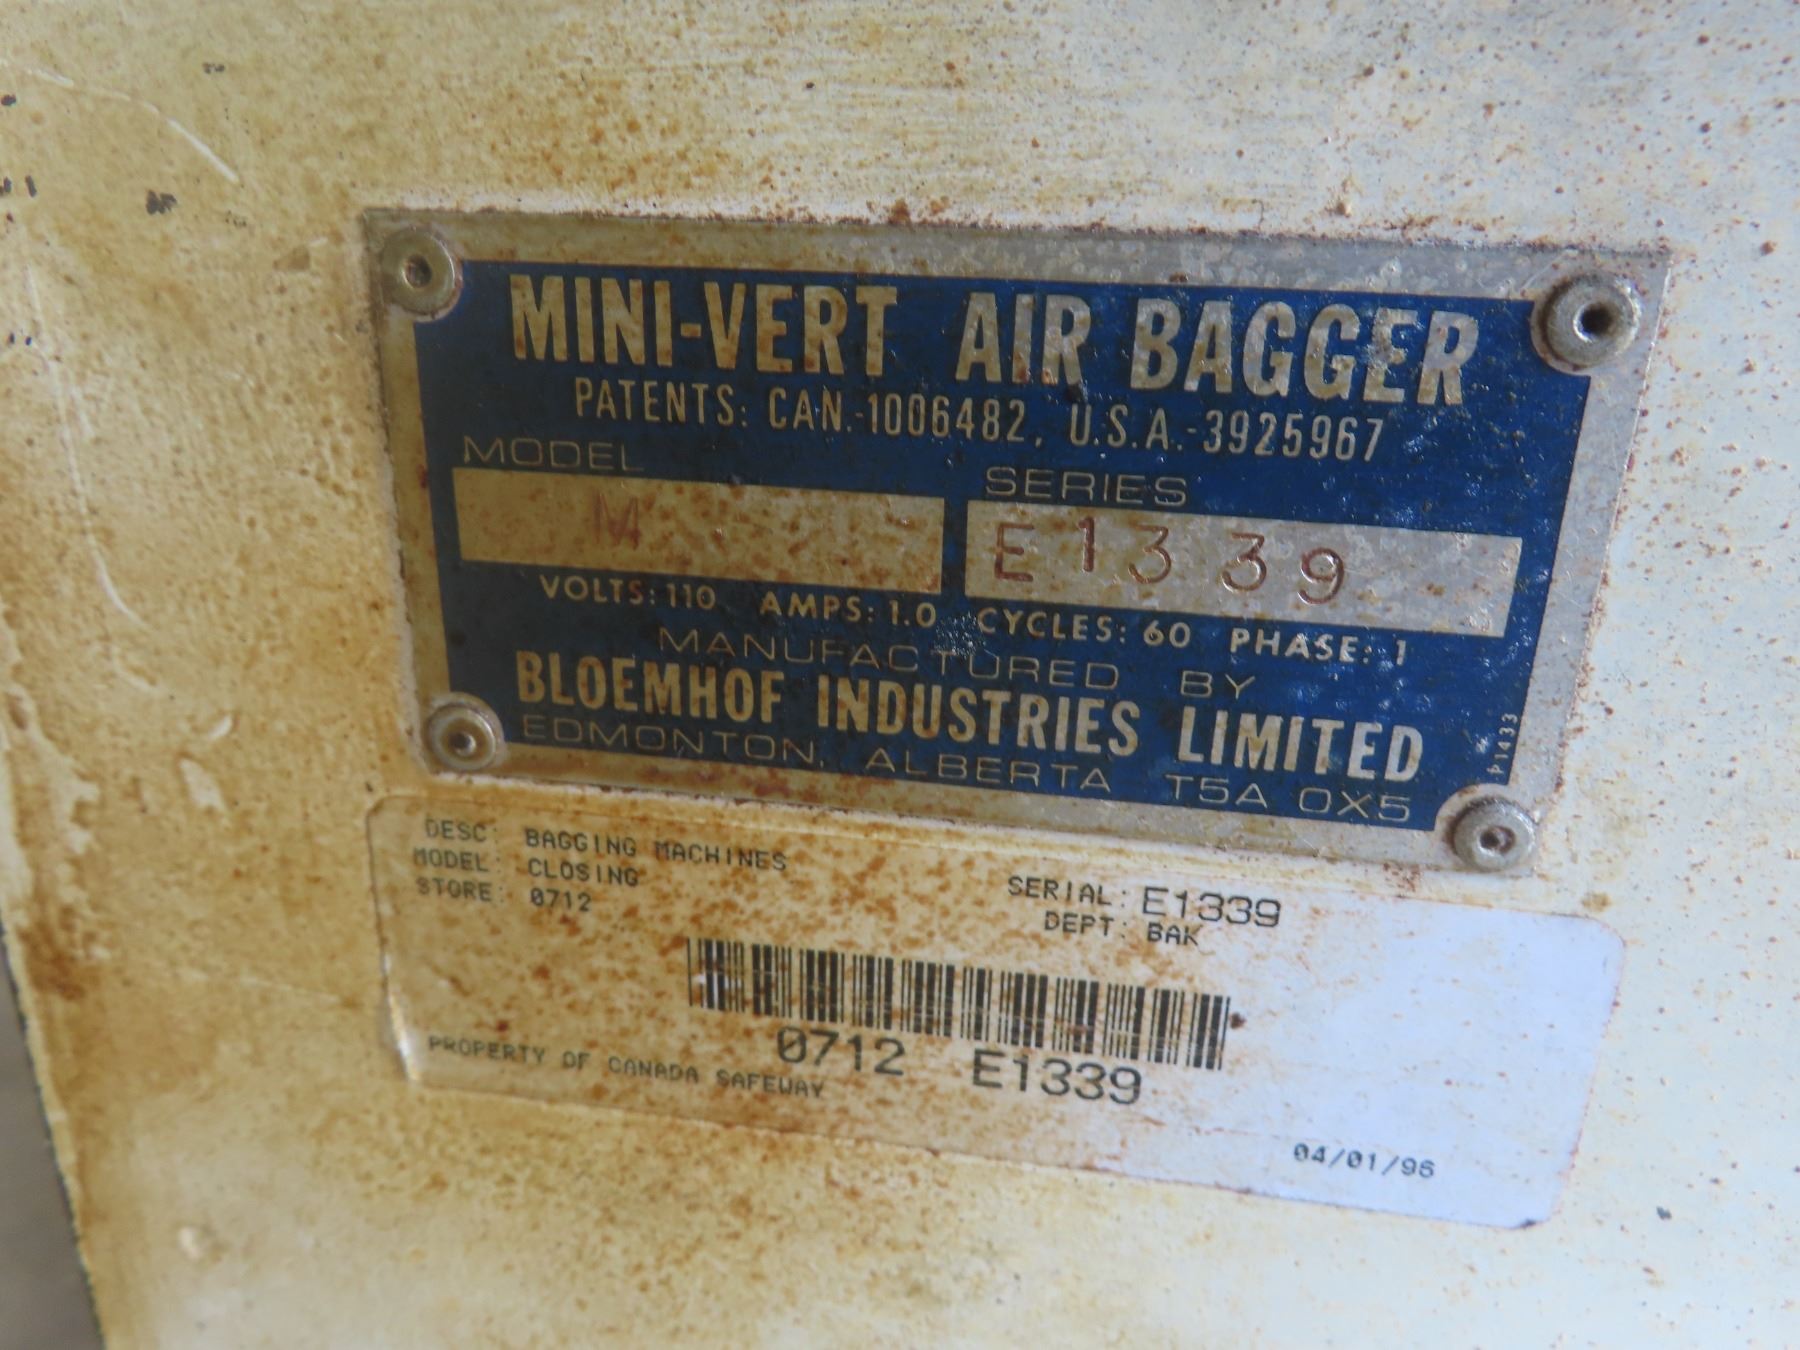 MINI-VERT AIR BAGGER
PATENTS: CAN.-1006482, U.S.A.-3925967
MODEL SERIES
M E1339
VOLTS: 110 AMPS: 1.0 CYCLES: 60 PHASE: 1
MANUFACTURED BY
BLOEMHOF INDUSTRIES LIMITED
EDMONTON, ALBERTA T5A 0X5
P1433
DESC: BAGGING MACHINES
MODEL: CLOSING
STORE: 0712
SERIAL: E1339
DEPT: BAK
0712 E1339
PROPERTY OF CANADA SAFEWAY
04/01/96